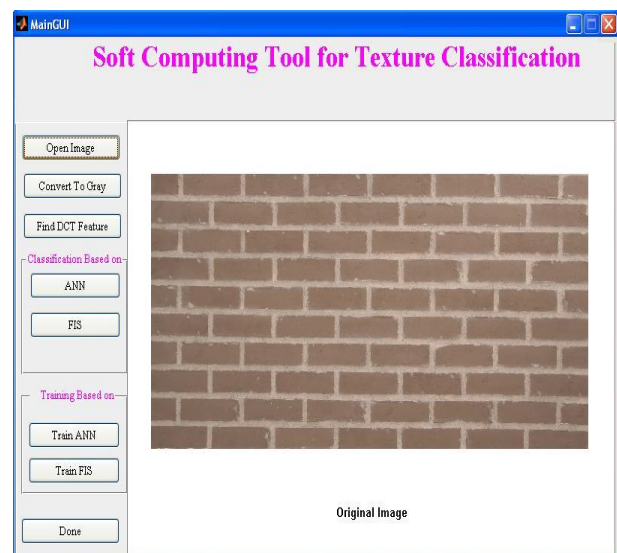 MainGUI
Soft Computing Tool for Texture Classification
Open Image
Convert To Gray
Find DCT Feature
Classification Based on
ANN
FIS
Training Based on
Train ANN
Train FIS
Done
Original Image